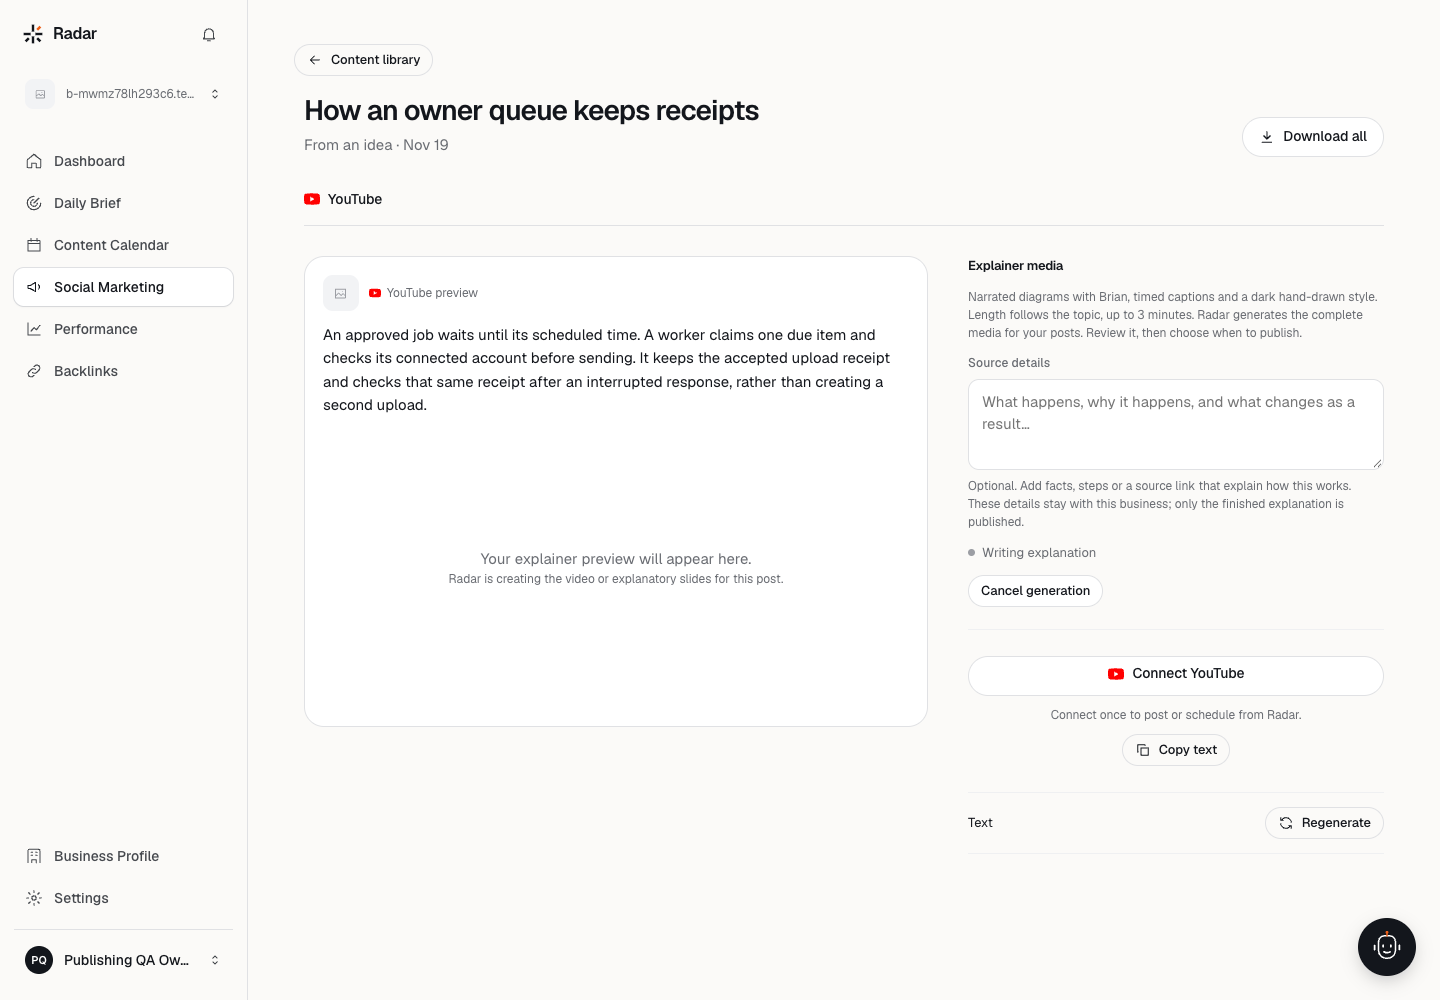 Radar
b-mwmz78lh293c6.te...
Dashboard
Daily Brief
Content Calendar
Social Marketing
Performance
Backlinks
Business Profile
Settings
PQ
Publishing QA Ow...
Content library
How an owner queue keeps receipts
From an idea · Nov 19
Download all
YouTube
YouTube preview
An approved job waits until its scheduled time. A worker claims one due item and
checks its connected account before sending. It keeps the accepted upload receipt
and checks that same receipt after an interrupted response, rather than creating a
second upload.
Your explainer preview will appear here.
Radar is creating the video or explanatory slides for this post.
Explainer media
Narrated diagrams with Brian, timed captions and a dark hand-drawn style.
Length follows the topic, up to 3 minutes. Radar generates the complete
media for your posts. Review it, then choose when to publish.
Source details
What happens, why it happens, and what changes as a
result...
Optional. Add facts, steps or a source link that explain how this works.
These details stay with this business; only the finished explanation is
published.
Writing explanation
Cancel generation
Connect YouTube
Connect once to post or schedule from Radar.
Copy text
Text
Regenerate